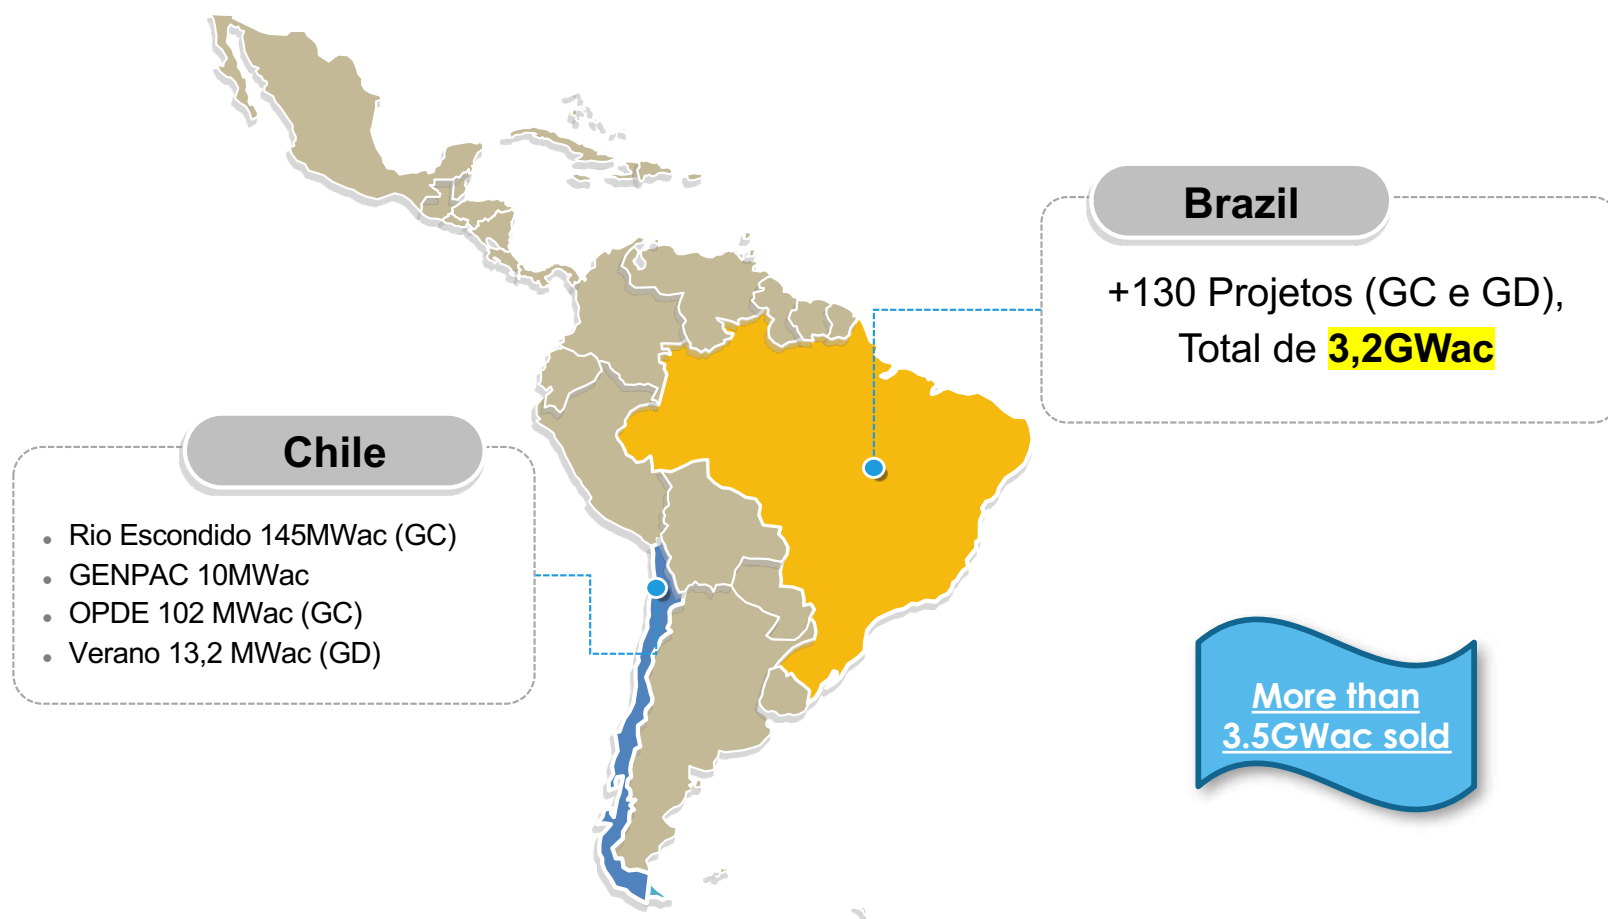 Brazil
+130 Projetos (GC e GD),
Total de 3,2GWac
Chile
Rio Escondido 145MWac (GC)
GENPAC 10MWac
OPDE 102 MWac (GC)
Verano 13,2 MWac (GD)
More than
3.5GWac sold